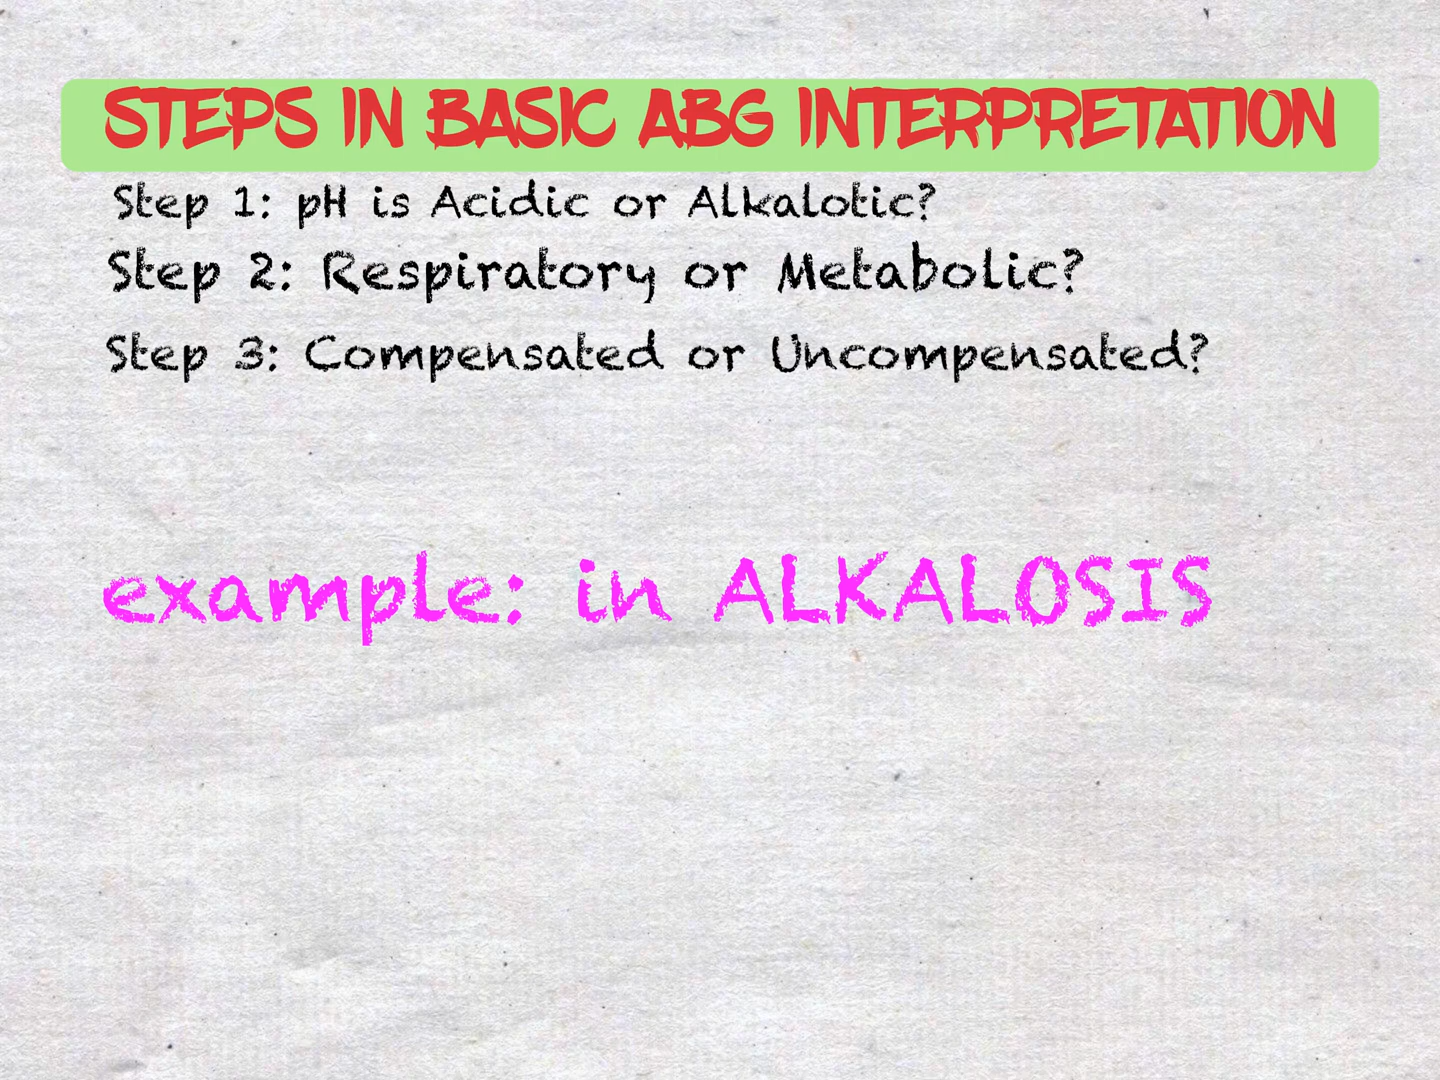 STEPS IN BASIC ABG INTERPRETATION
Step 1: pH is Acidic or Alkalotic?
Step 2: Respiratory or Metabolic?
Step 3: Compensated or Uncompensated?
example: in ALKALOSIS